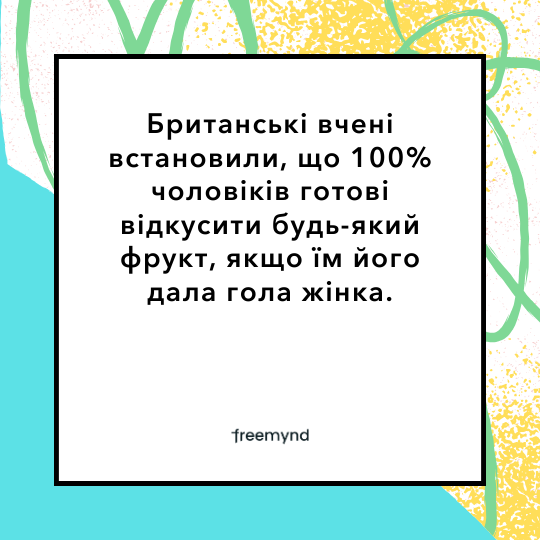 Британські вчені
встановили, що 100%
чоловіків готові
відкусити будь-який
фрукт, якщо їм його
дала гола жінка.
freemynd